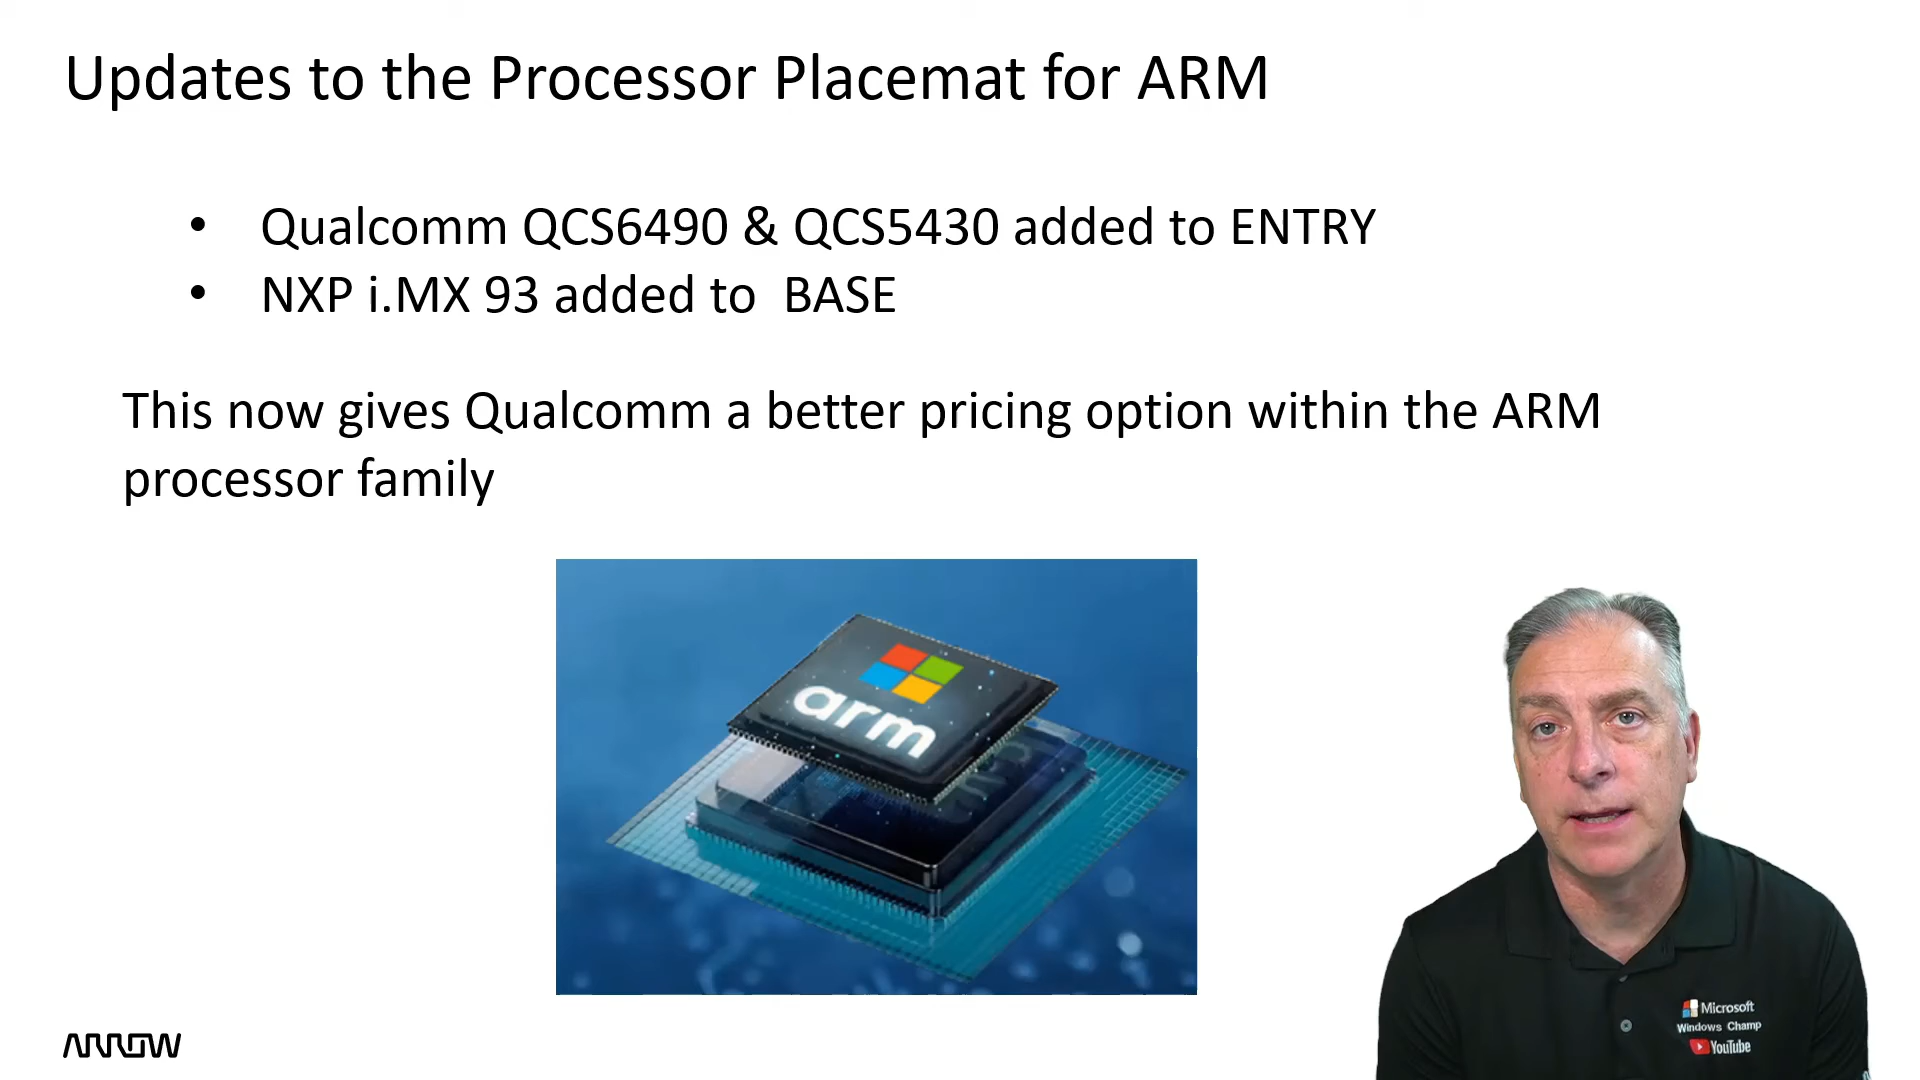 Updates to the Processor Placemat for ARM
• Qualcomm QCS6490 & QCS5430 added to ENTRY
• NXP i.MX 93 added to BASE
This now gives Qualcomm a better pricing option within the ARM
processor family
arm
ARROW
Microsoft
Windows Champ
YouTube